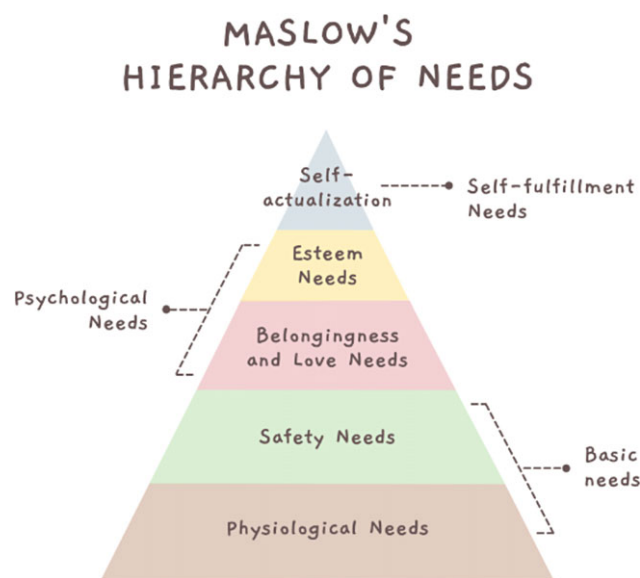 MASLOW'S
HIERARCHY OF NEEDS
Self-
actualization
Self-fulfillment
Needs
Esteem
Needs
Psychological
Needs
Belongingness
and Love Needs
Safety Needs
Basic
needs
Physiological Needs